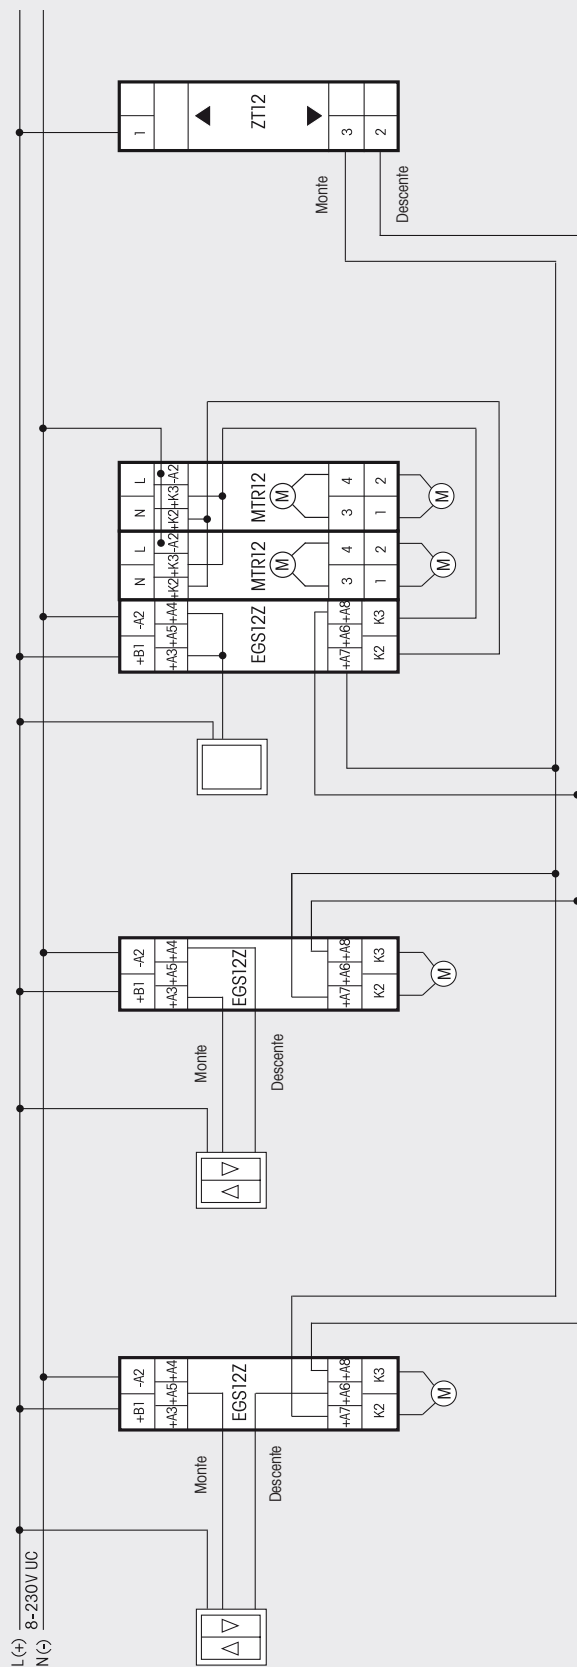 L(+)
8-230V UC
N(-)
+B1 -A2
+A3+A5+A4
EGS12Z
Monte
Descente
+A7+A6+A8
K2 K3
M
+B1 -A2
+A3+A5+A4
EGS12Z
Monte
Descente
+A7+A6+A8
K2 K3
M
+B1 -A2
+A3+A5+A4
EGS12Z
+A7+A6+A8
K2 K3
N L
+K2+K3-A2
MTR12
M
3 4
1 2
M
N L
+K2+K3-A2
MTR12
M
3 4
1 2
M
1
ZT12
Monte
3
Descente
2